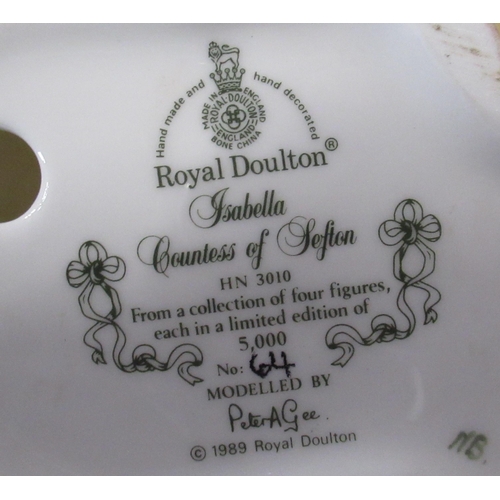 Hand made and hand decorated
MADE IN ENGLAND
ROYAL·DOULTON
ENGLAND
BONE CHINA
Royal Doulton®
Isabella
Countess of Sefton
HN 3010
From a collection of four figures,
each in a limited edition of
5,000
No: 64
MODELLED BY
Peter A Gee.
© 1989 Royal Doulton
NB.